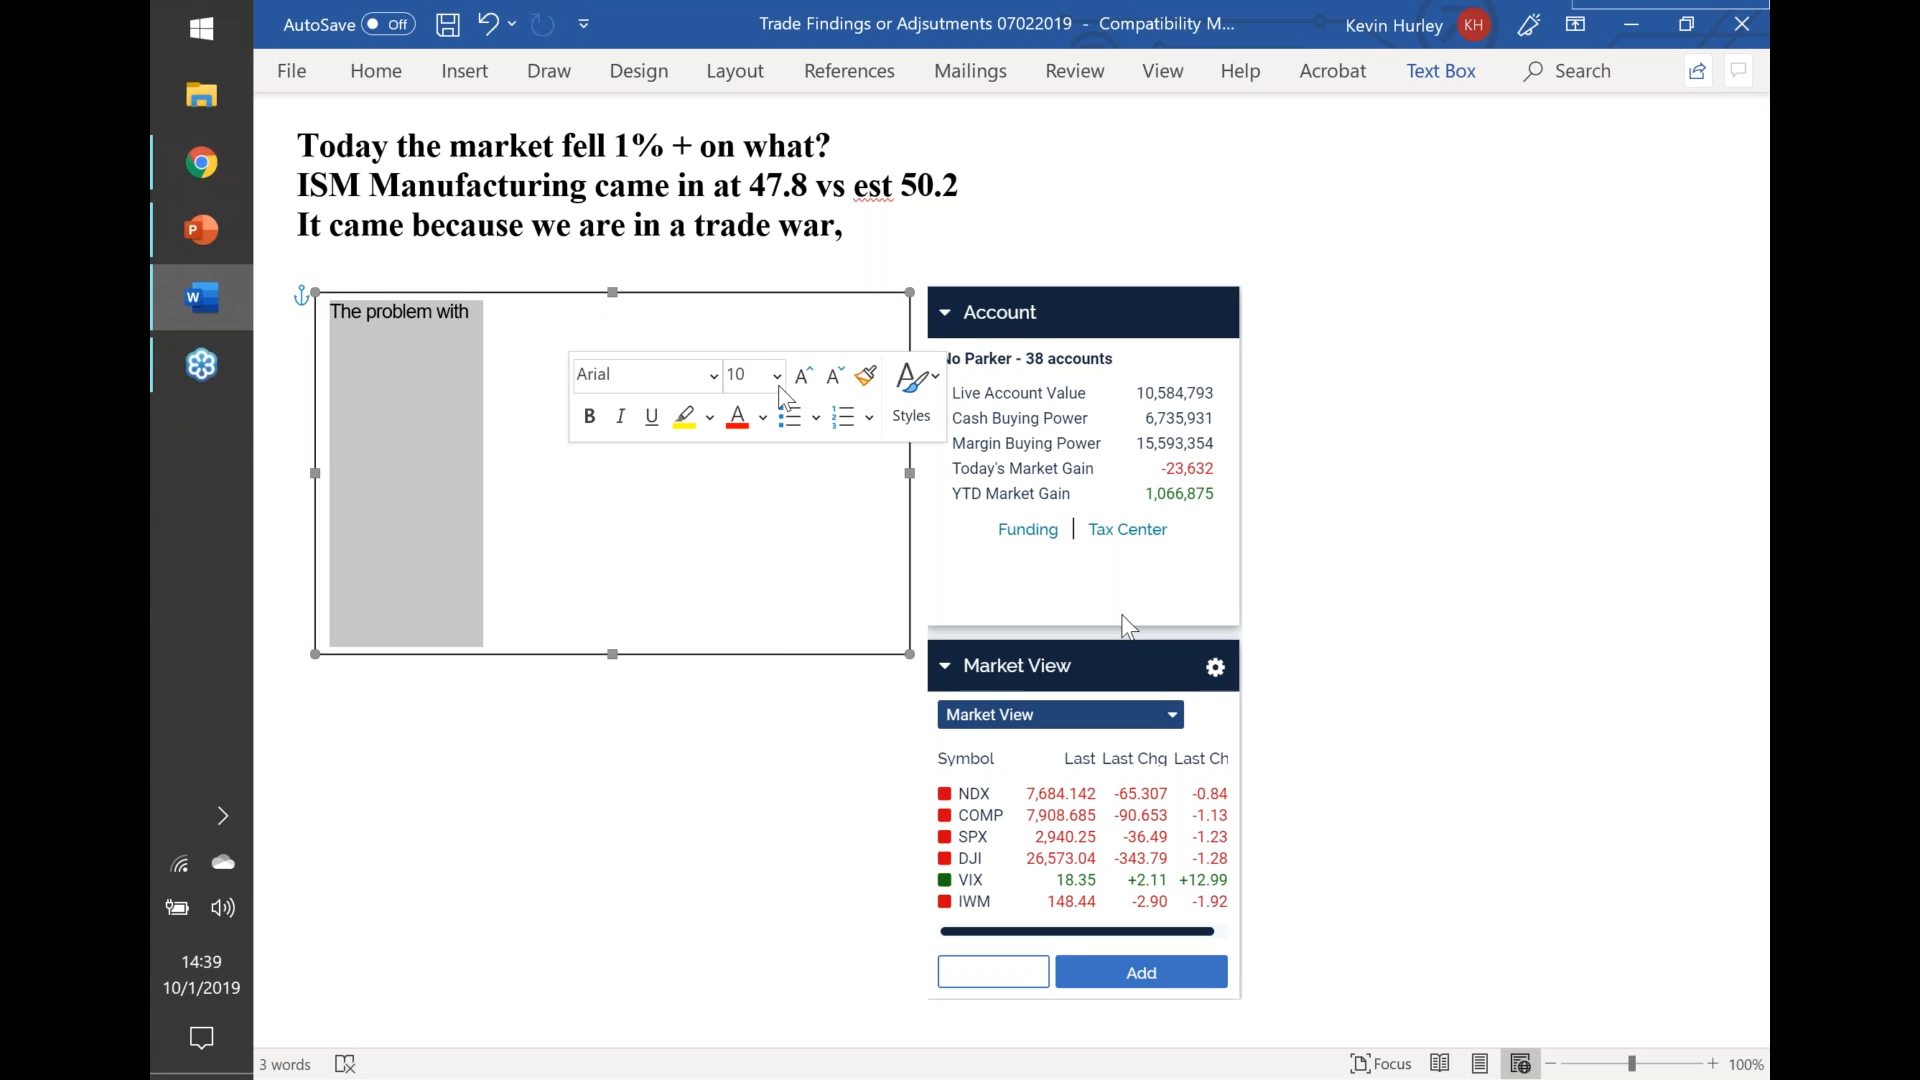 AutoSave Off
Trade Findings or Adjsutments 07022019 - Compatibility M...
Kevin Hurley KH
File Home Insert Draw Design Layout References Mailings Review View Help Acrobat Text Box Search
Today the market fell 1% + on what?
ISM Manufacturing came in at 47.8 vs est 50.2
It came because we are in a trade war,
The problem with
Arial 10
B I U A Styles
Account
No Parker - 38 accounts
Live Account Value 10,584,793
Cash Buying Power 6,735,931
Margin Buying Power 15,593,354
Today's Market Gain -23,632
YTD Market Gain 1,066,875
Funding | Tax Center
Market View
Market View
Symbol Last Last Chg Last Ch
NDX 7,684.142 -65.307 -0.84
COMP 7,908.685 -90.653 -1.13
SPX 2,940.25 -36.49 -1.23
DJI 26,573.04 -343.79 -1.28
VIX 18.35 +2.11 +12.99
IWM 148.44 -2.90 -1.92
Add
14:39
10/1/2019
3 words
Focus
100%